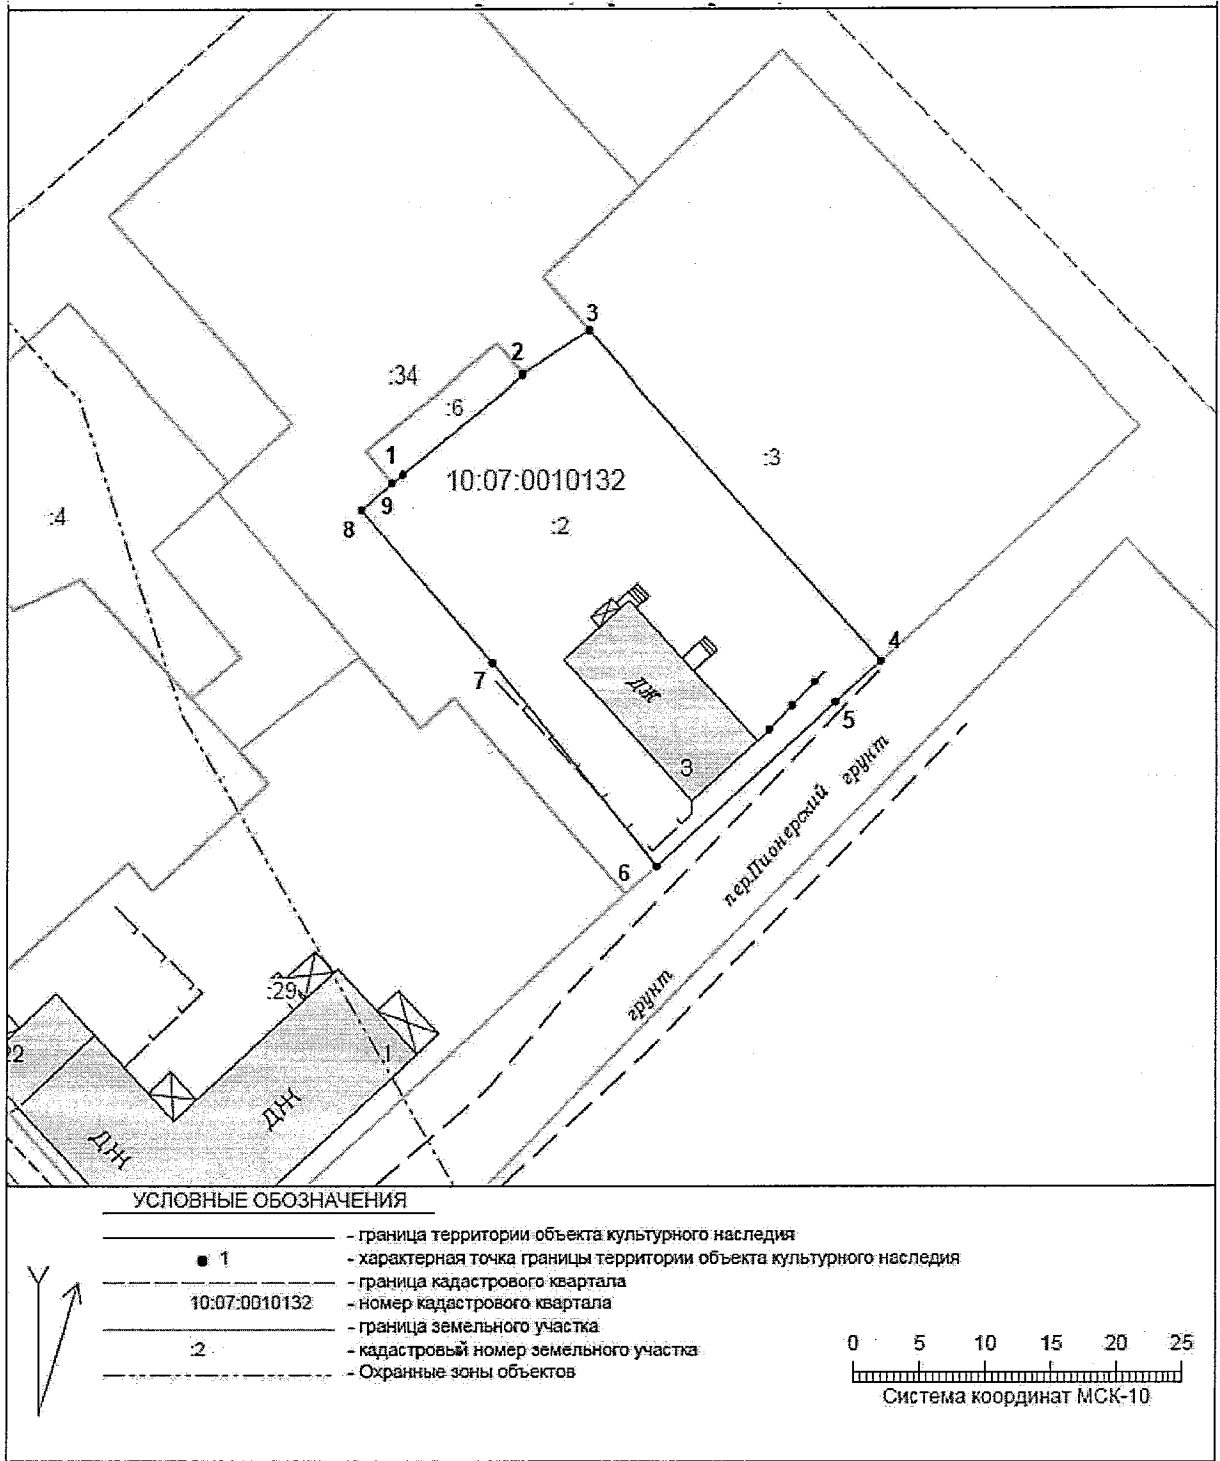 3
2
:34
:6
1
:3
10:07:0010132
9
:4
:2
8
4
7
ДЖ
5
3
грунт
пер.Пионерский
6
грунт
:29
22
1
ДЖ
ДЖ
УСЛОВНЫЕ ОБОЗНАЧЕНИЯ
- граница территории объекта культурного наследия
1 - характерная точка границы территории объекта культурного наследия
- граница кадастрового квартала
10:07:0010132 - номер кадастрового квартала
- граница земельного участка
:2 - кадастровый номер земельного участка
- Охранные зоны объектов
0 5 10 15 20 25
Система координат МСК-10